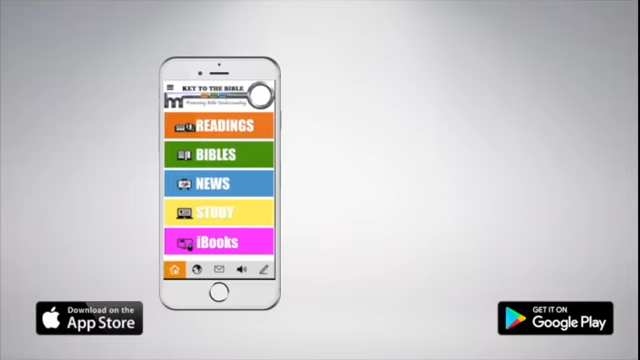 KEY TO THE BIBLE
Promoting Bible Understanding
READINGS
BIBLES
NEWS
STUDY
iBooks
Download on the
App Store
GET IT ON
Google Play